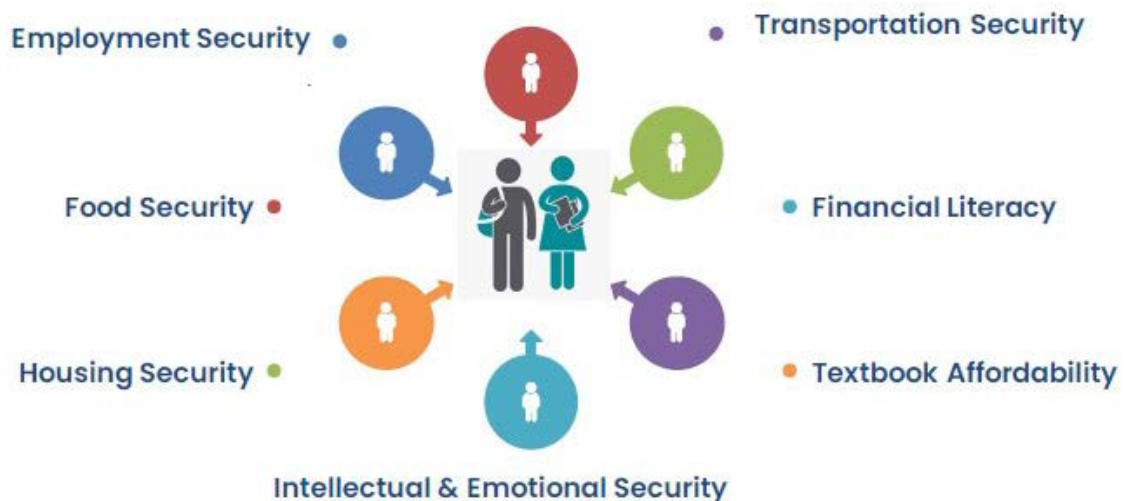 Employment Security
Transportation Security
Food Security
Financial Literacy
Housing Security
Textbook Affordability
Intellectual & Emotional Security